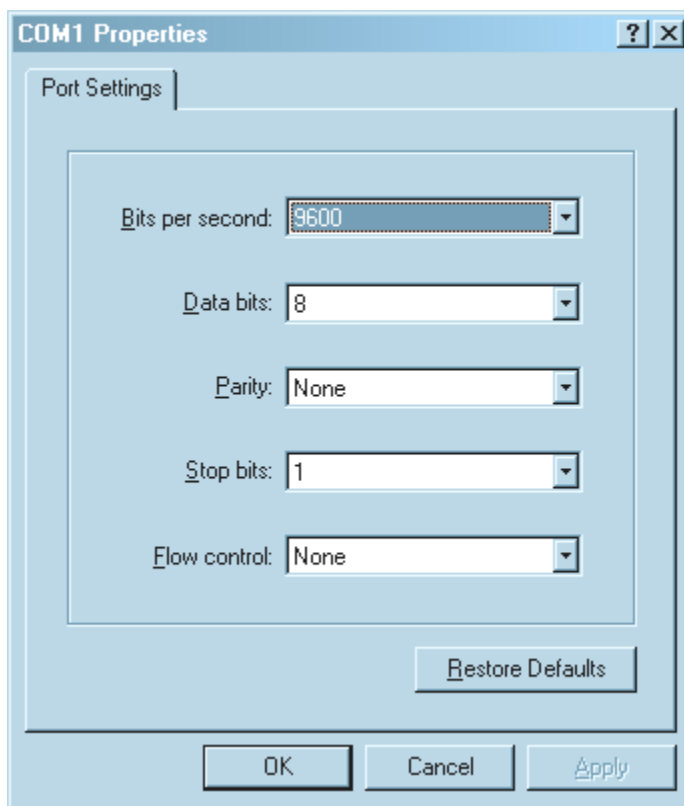 COM1 Properties
Port Settings
Bits per second: 9600
Data bits: 8
Parity: None
Stop bits: 1
Flow control: None
Restore Defaults
OK Cancel Apply